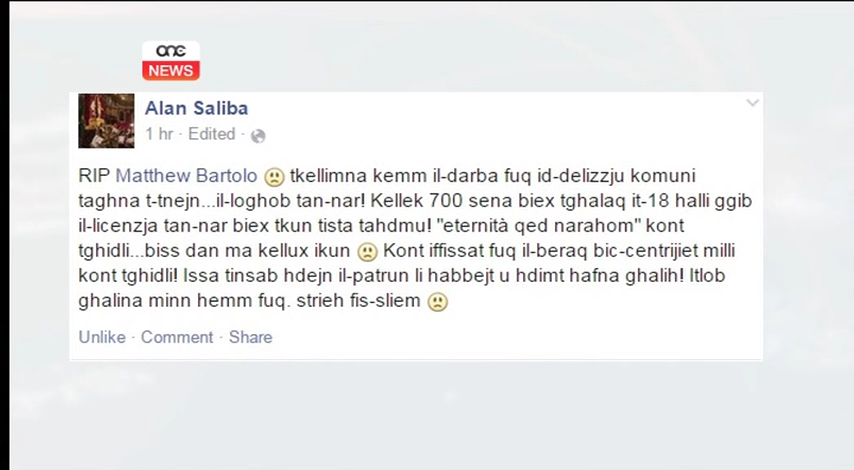 one
NEWS
Alan Saliba
1 hr · Edited ·
RIP Matthew Bartolo tkellimna kemm il-darba fuq id-delizzju komuni
taghna t-tnejn...il-loghob tan-nar! Kellek 700 sena biex tghalaq it-18 halli ggib
il-licenzja tan-nar biex tkun tista tahdmu! "eternità qed narahom" kont
tghidli...biss dan ma kellux ikun Kont iffissat fuq il-beraq bic-centrijiet milli
kont tghidli! Issa tinsab hdejn il-patrun li habbejt u hdimt hafna ghalih! Itlob
ghalina minn hemm fuq. strieh fis-sliem
Unlike · Comment · Share